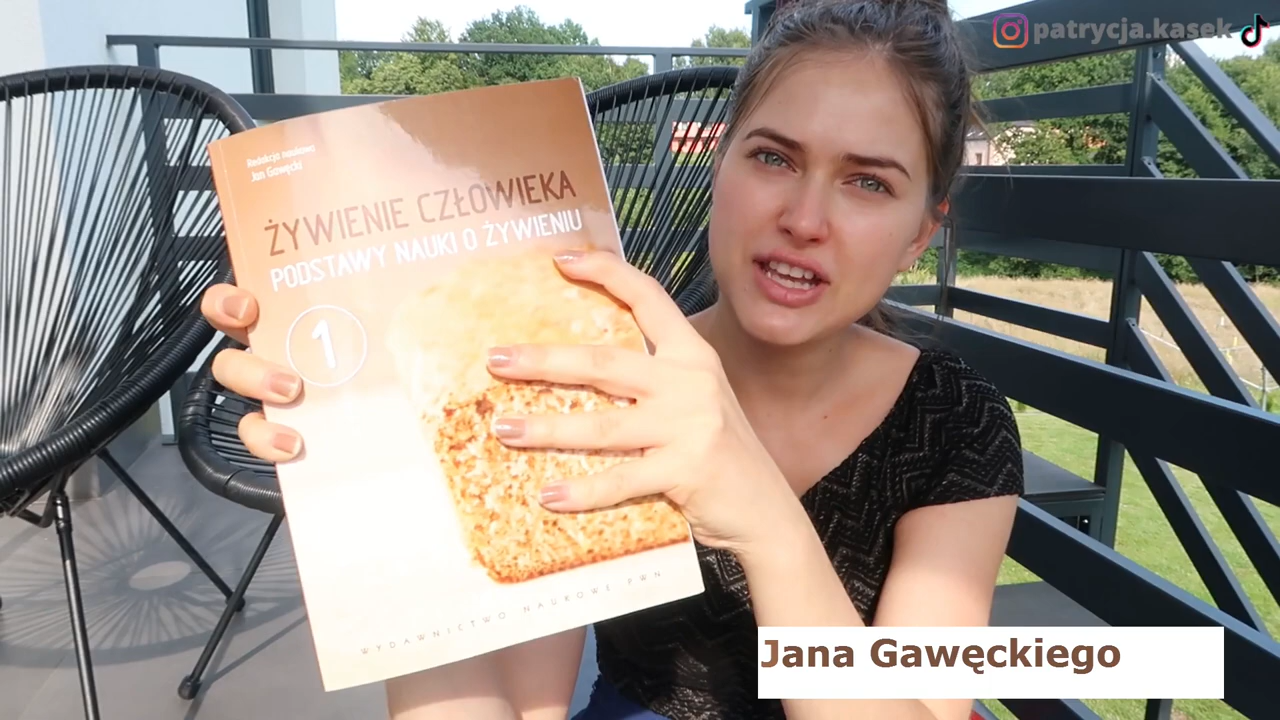 patrycja.kasek
Redakcja naukowa
Jan Gawęcki
ŻYWIENIE CZŁOWIEKA
PODSTAWY NAUKI O ŻYWIENIU
1
WYDAWNICTWO NAUKOWE PWN
Jana Gawęckiego